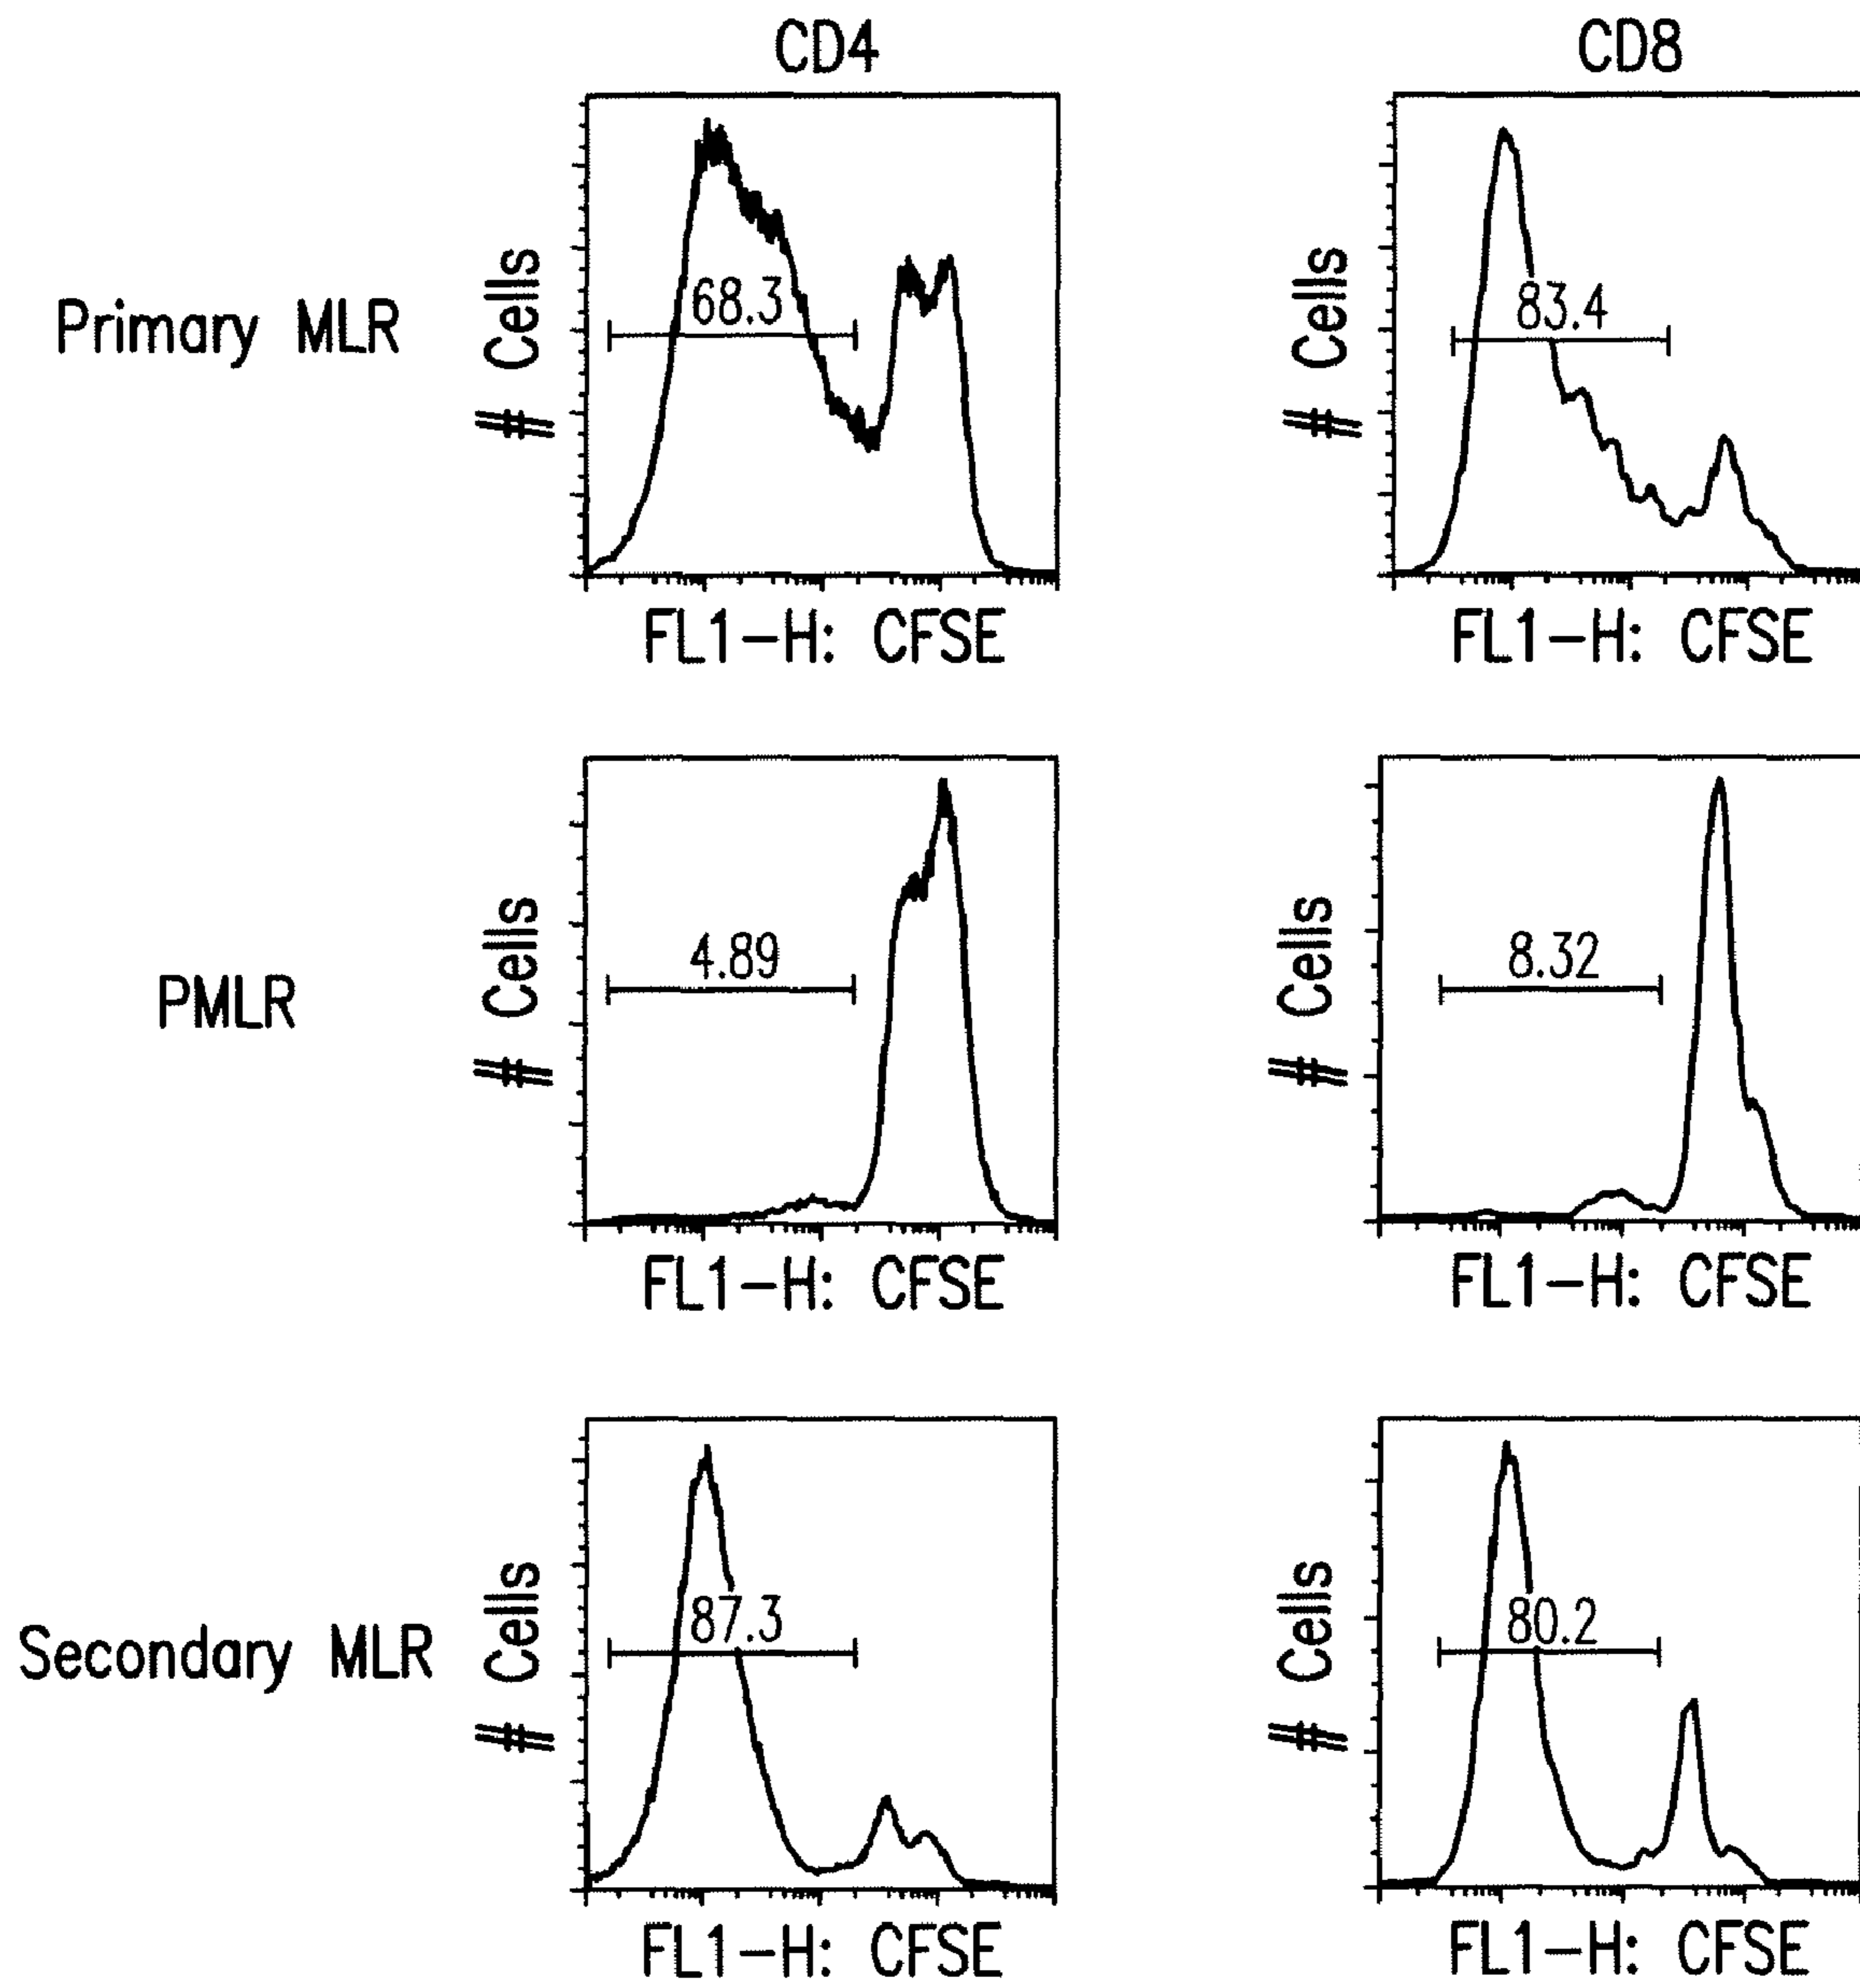 CD4
CD8
Primary MLR
# Cells
68.3
FL1-H: CFSE
# Cells
83.4
FL1-H: CFSE
PMLR
# Cells
4.89
FL1-H: CFSE
# Cells
8.32
FL1-H: CFSE
Secondary MLR
# Cells
87.3
FL1-H: CFSE
# Cells
80.2
FL1-H: CFSE